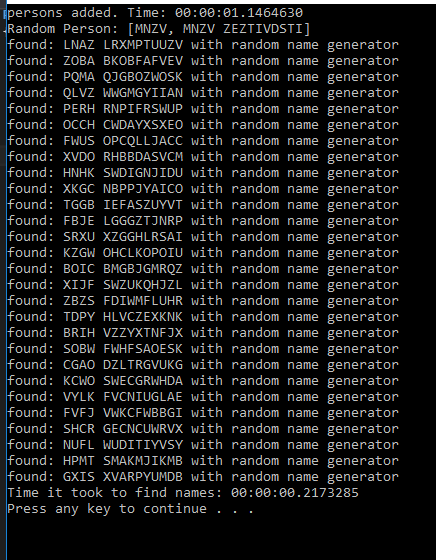 persons added. Time: 00:00:01.1464630
Random Person: [MNZV, MNZV ZEZTIVDSTI]
found: LNAZ LRXMPTUUZV with random name generator
found: ZOBA BKOBFAFVEV with random name generator
found: PQMA QJGBOZWOSK with random name generator
found: QLVZ WWGMGYIIAN with random name generator
found: PERH RNPIFRSWUP with random name generator
found: OCCH CWDAYXSXEO with random name generator
found: FWUS OPCQLLJACC with random name generator
found: XVDO RHBBDASVCM with random name generator
found: HNHK SWDIGNJIDU with random name generator
found: XKGC NBPPJYAICO with random name generator
found: TGGB IEFASZUYVT with random name generator
found: FBJE LGGGZTJNRP with random name generator
found: SRXU XZGGHLRSAI with random name generator
found: KZGW OHCLKOPOIU with random name generator
found: BOIC BMGBJGMRQZ with random name generator
found: XIJF SWZUKQHJZL with random name generator
found: ZBZS FDIWMFLUHR with random name generator
found: TDPY HLVCZEXKNK with random name generator
found: BRIH VZZYXTNFJX with random name generator
found: SOBW FWHFSAOESK with random name generator
found: CGAO DZLTRGVUKG with random name generator
found: KCWO SWECGRWHDA with random name generator
found: VYLK FVCNIUGLAE with random name generator
found: FVFJ VWKCFWBBGI with random name generator
found: SHCR GECNCUWRVX with random name generator
found: NUFL WUDITIYVSY with random name generator
found: HPMT SMAKMJIKMB with random name generator
found: GXIS XVARPYUMDB with random name generator
Time it took to find names: 00:00:00.2173285
Press any key to continue . . .